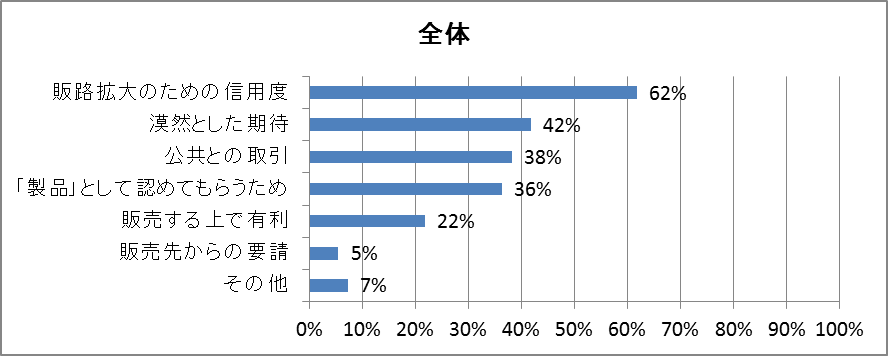 全体
販路拡大のための信用度
62%
漠然とした期待
42%
公共との取引
38%
「製品」として認めてもらうため
36%
販売する上で有利
22%
販売先からの要請
5%
その他
7%
0% 10% 20% 30% 40% 50% 60% 70% 80% 90% 100%